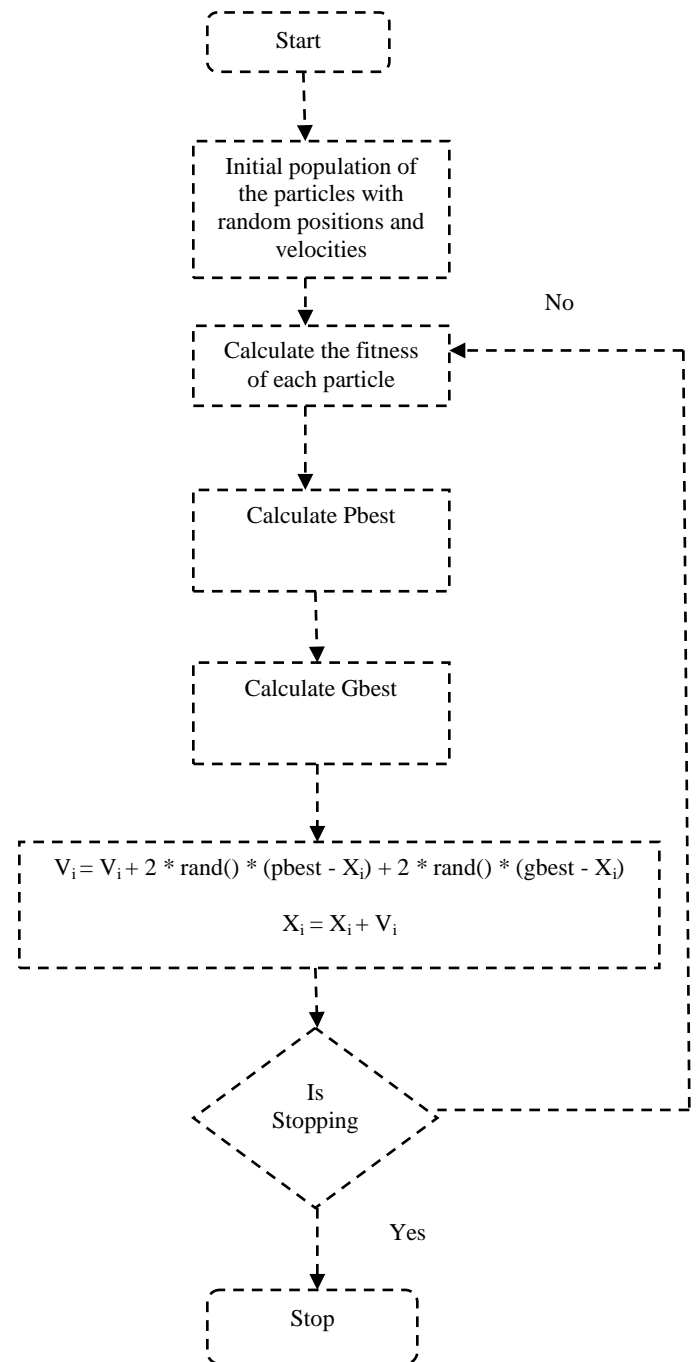 Start
Initial population of
the particles with
random positions and
velocities
No
Calculate the fitness
of each particle
Calculate Pbest
Calculate Gbest
Vᵢ = Vᵢ + 2 * rand() * (pbest - Xᵢ) + 2 * rand() * (gbest - Xᵢ)
Xᵢ = Xᵢ + Vᵢ
Is
Stopping
Yes
Stop